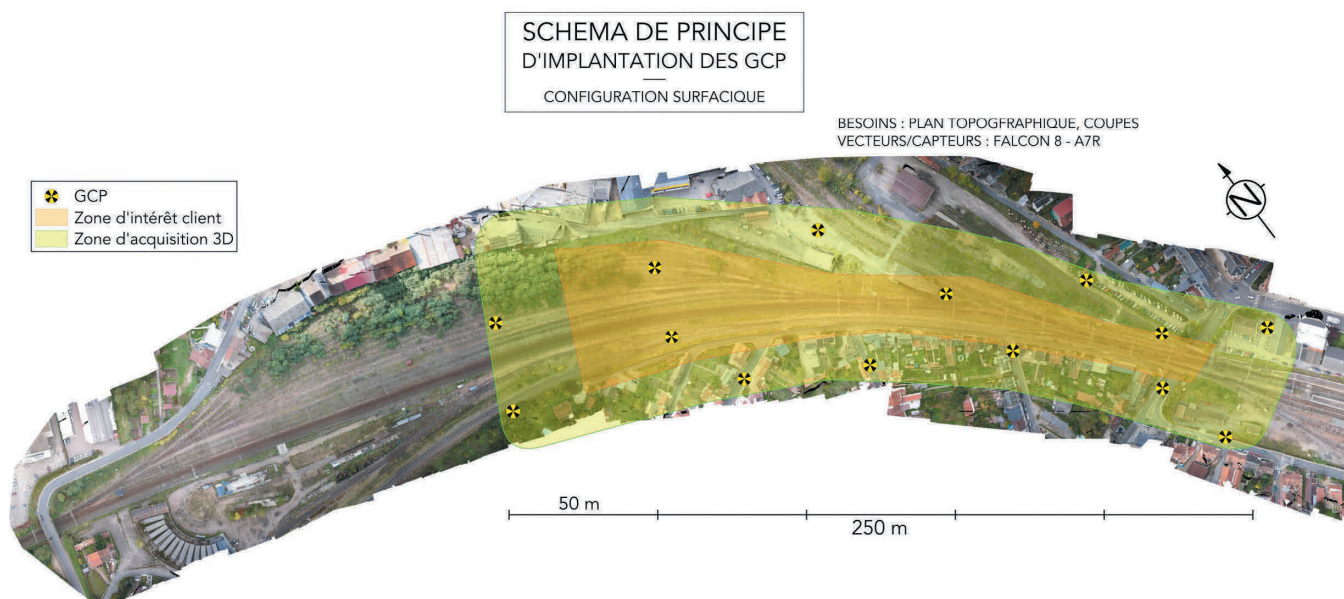 SCHEMA DE PRINCIPE
D'IMPLANTATION DES GCP
CONFIGURATION SURFACIQUE
BESOINS : PLAN TOPOGFRAPHIQUE, COUPES
VECTEURS/CAPTEURS : FALCON 8 - A7R
GCP
Zone d'intérêt client
Zone d'acquisition 3D
N
50 m
250 m